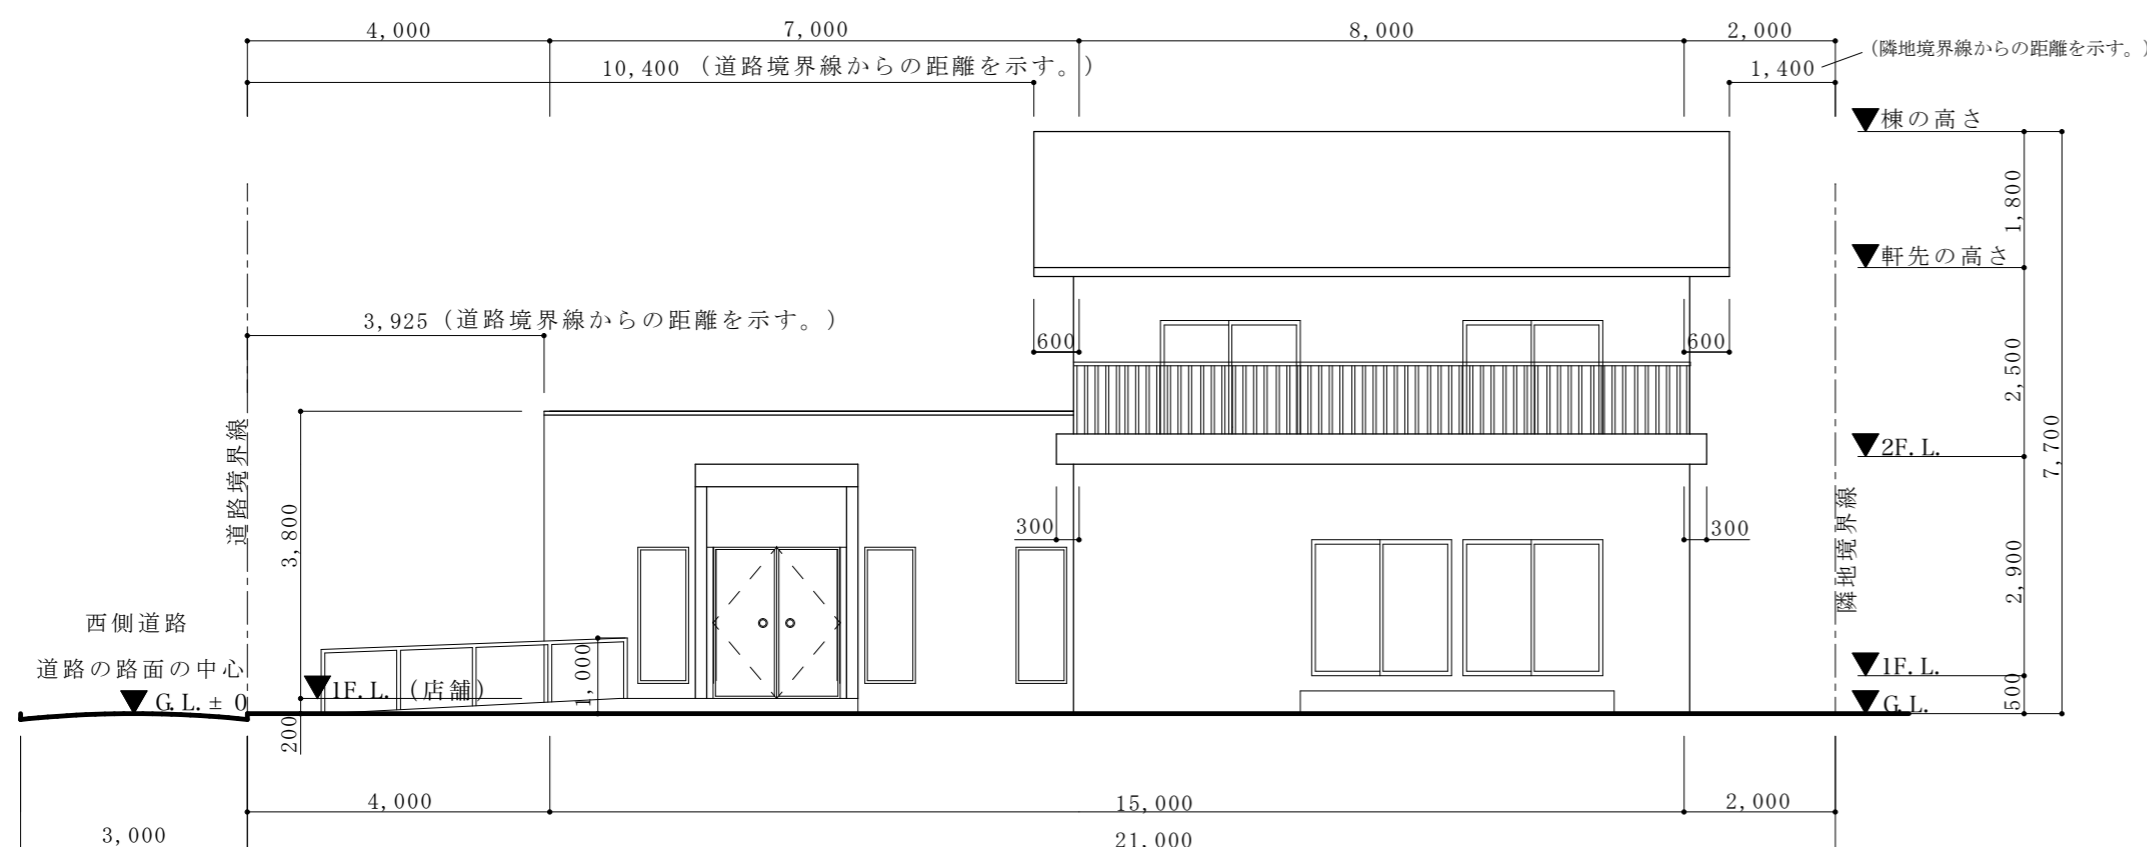 4,000
7,000
8,000
2,000
(隣地境界線からの距離を示す。)
10,400 (道路境界線からの距離を示す。)
1,400
棟の高さ
1,800
軒先の高さ
3,925 (道路境界線からの距離を示す。)
600
600
2,500
7,700
2F.L.
道路境界線
隣地境界線
3,800
300
300
2,900
西側道路
道路の路面の中心
G.L.±0
1F.L. (店舗)
1,000
200
1F.L.
500
G.L.
4,000
15,000
2,000
3,000
21,000